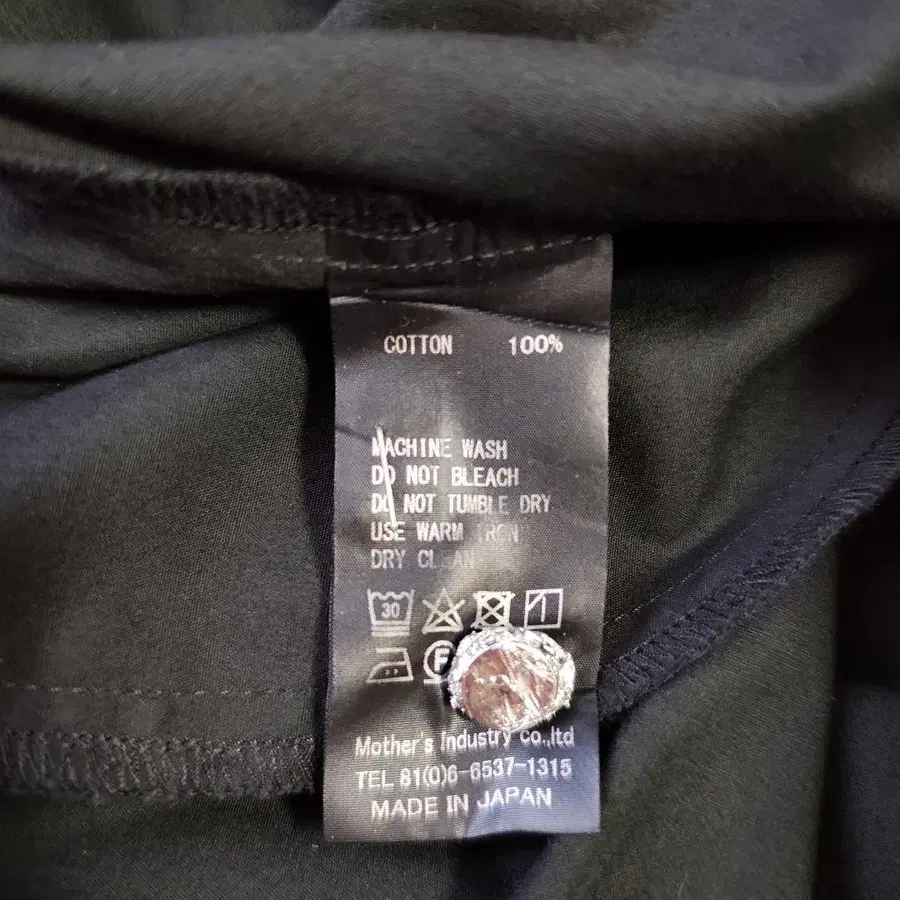 COTTON 100%
MACHINE WASH
DO NOT BLEACH
DO NOT TUMBLE DRY
USE WARM IRON
DRY CLEAN
30
F
Mother's Industry co.,ltd
TEL 81(0)6-6537-1315
MADE IN JAPAN